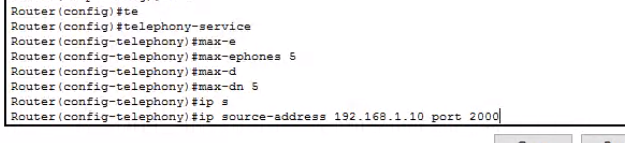 Router(config)#te
Router(config)#telephony-service
Router(config-telephony)#max-e
Router(config-telephony)#max-ephones 5
Router(config-telephony)#max-d
Router(config-telephony)#max-dn 5
Router(config-telephony)#ip s
Router(config-telephony)#ip source-address 192.168.1.10 port 2000